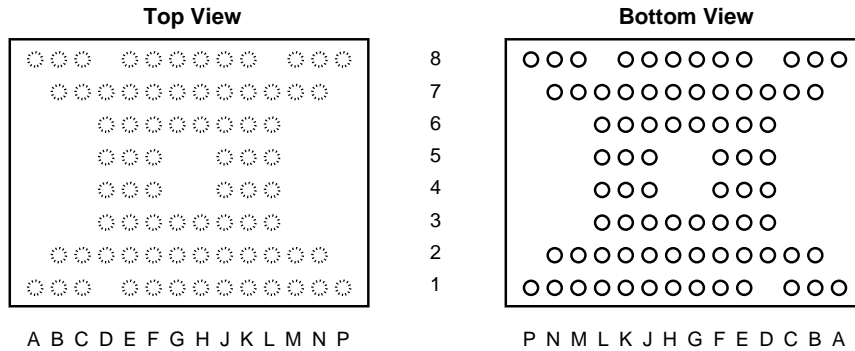 Top View
Bottom View
8
7
6
5
4
3
2
1
A B C D E F G H J K L M N P
P N M L K J H G F E D C B A